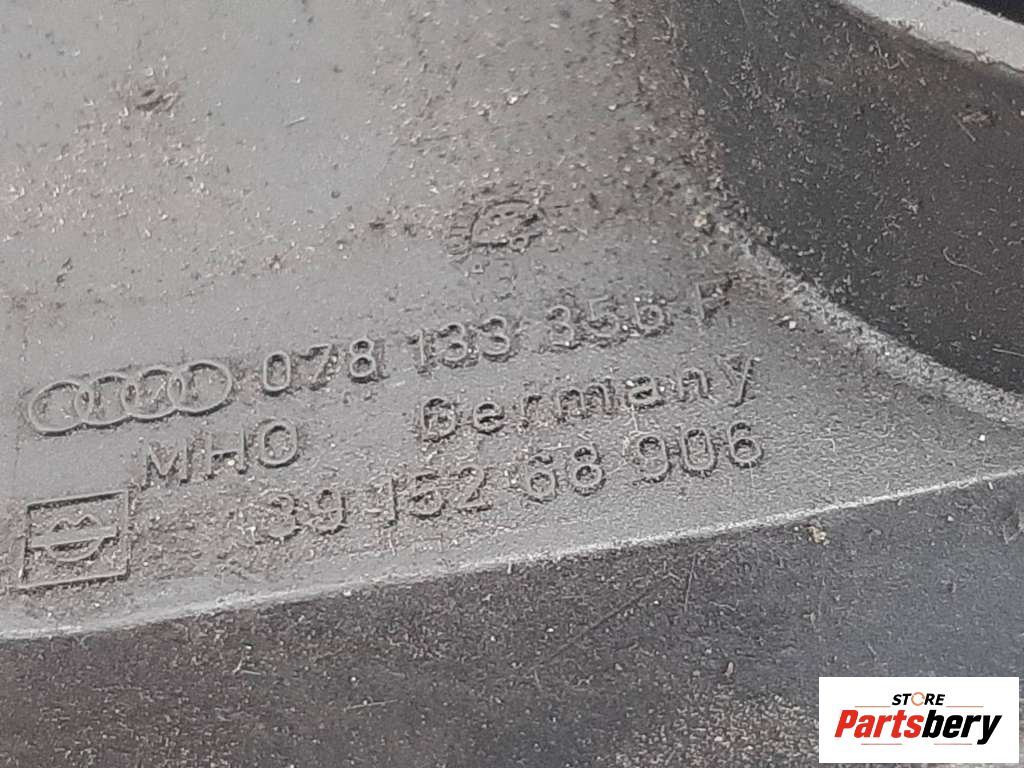 078 133 356 F
MHO Germany
39 152 68 906
STORE
Partsbery